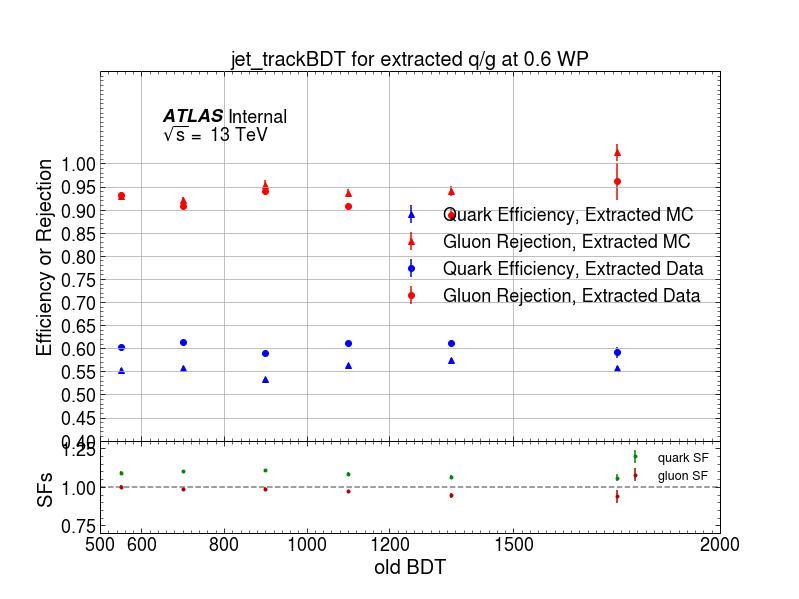 jet_trackBDT for extracted q/g at 0.6 WP
ATLAS Internal
√s = 13 TeV
1.00
0.95
0.90
0.85
0.80
0.75
0.70
0.65
0.60
0.55
0.50
0.45
0.40
Efficiency or Rejection
Quark Efficiency, Extracted MC
Gluon Rejection, Extracted MC
Quark Efficiency, Extracted Data
Gluon Rejection, Extracted Data
1.25
1.00
0.75
SFs
quark SF
gluon SF
500 600 800 1000 1200 1500 2000
old BDT